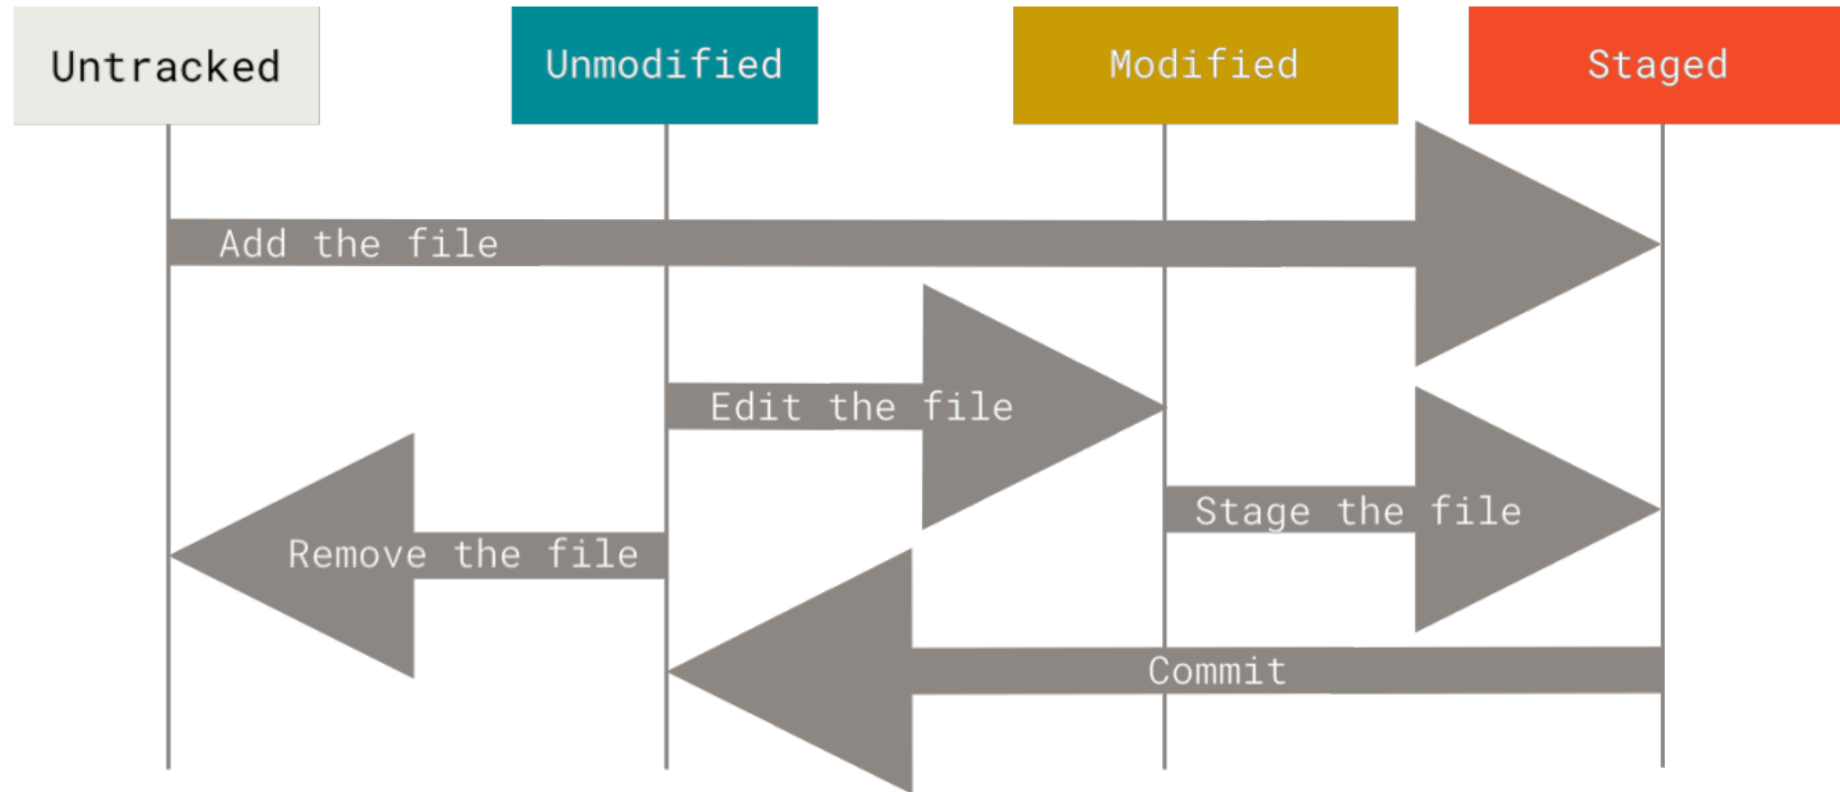 Untracked
Unmodified
Modified
Staged
Add the file
Edit the file
Stage the file
Remove the file
Commit